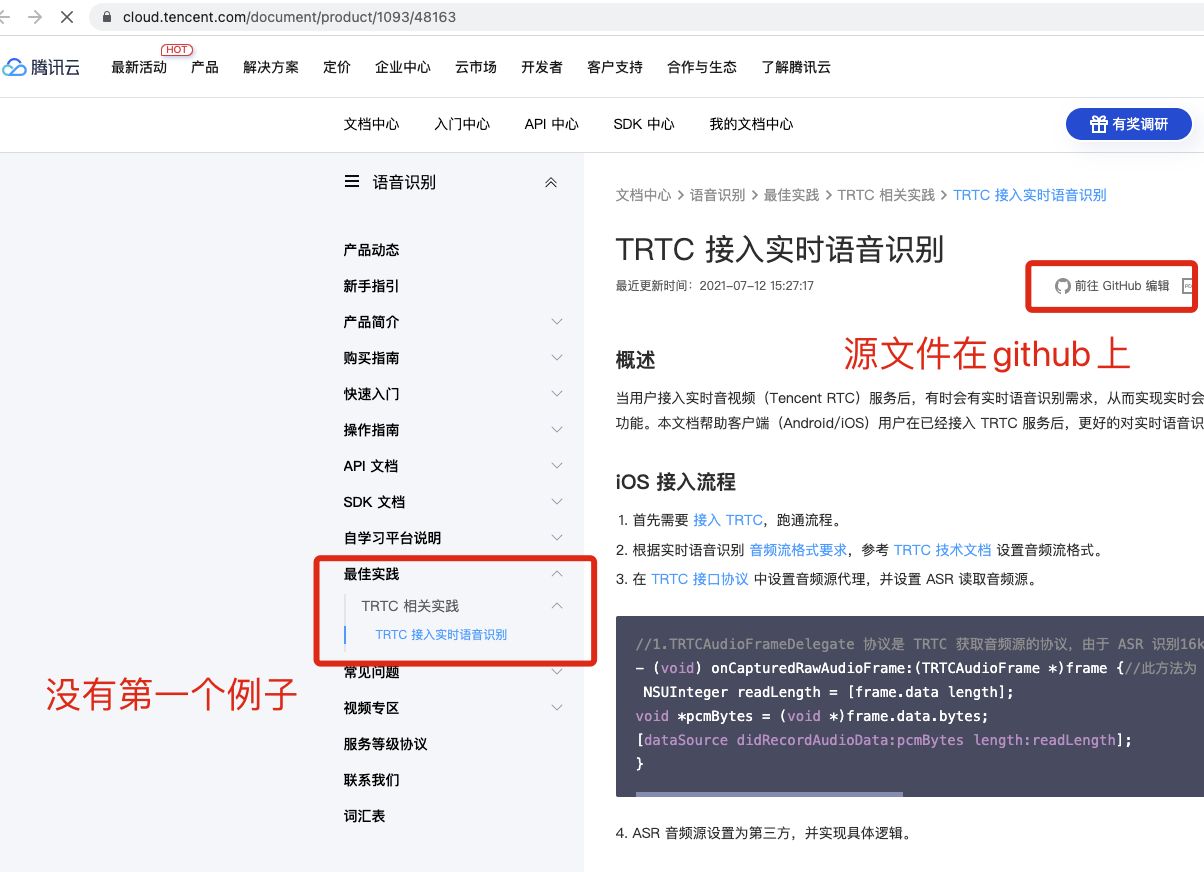 cloud.tencent.com/document/product/1093/48163
HOT
腾讯云 最新活动 产品 解决方案 定价 企业中心 云市场 开发者 客户支持 合作与生态 了解腾讯云
文档中心 入门中心 API 中心 SDK 中心 我的文档中心 有奖调研
语音识别
产品动态
新手指引
产品简介
购买指南
快速入门
操作指南
API 文档
SDK 文档
自学习平台说明
最佳实践
TRTC 相关实践
TRTC 接入实时语音识别
常见问题
视频专区
服务等级协议
联系我们
词汇表
没有第一个例子
文档中心 > 语音识别 > 最佳实践 > TRTC 相关实践 > TRTC 接入实时语音识别
TRTC 接入实时语音识别
最近更新时间：2021-07-12 15:27:17
前往 GitHub 编辑
源文件在github上
概述
当用户接入实时音视频（Tencent RTC）服务后，有时会有实时语音识别需求，从而实现实时会
功能。本文档帮助客户端（Android/iOS）用户在已经接入 TRTC 服务后，更好的对实时语音识
iOS 接入流程
1. 首先需要 接入 TRTC，跑通流程。
2. 根据实时语音识别 音频流格式要求，参考 TRTC 技术文档 设置音频流格式。
3. 在 TRTC 接口协议 中设置音频源代理，并设置 ASR 读取音频源。
//1.TRTCAudioFrameDelegate 协议是 TRTC 获取音频源的协议，由于 ASR 识别16k
- (void) onCapturedRawAudioFrame:(TRTCAudioFrame *)frame {//此方法为
NSUInteger readLength = [frame.data length];
void *pcmBytes = (void *)frame.data.bytes;
[dataSource didRecordAudioData:pcmBytes length:readLength];
}
4. ASR 音频源设置为第三方，并实现具体逻辑。